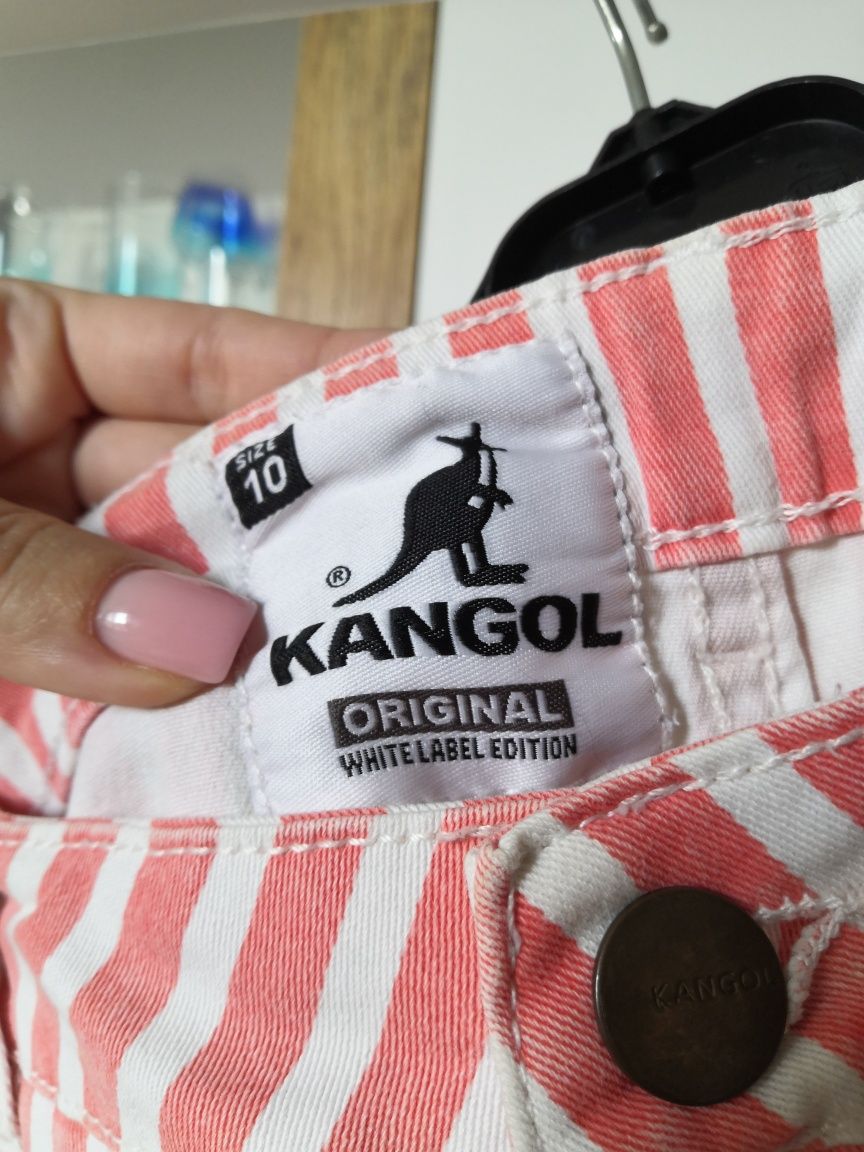 SIZE
10
®
KANGOL
ORIGINAL
WHITE LABEL EDITION
KANGOL